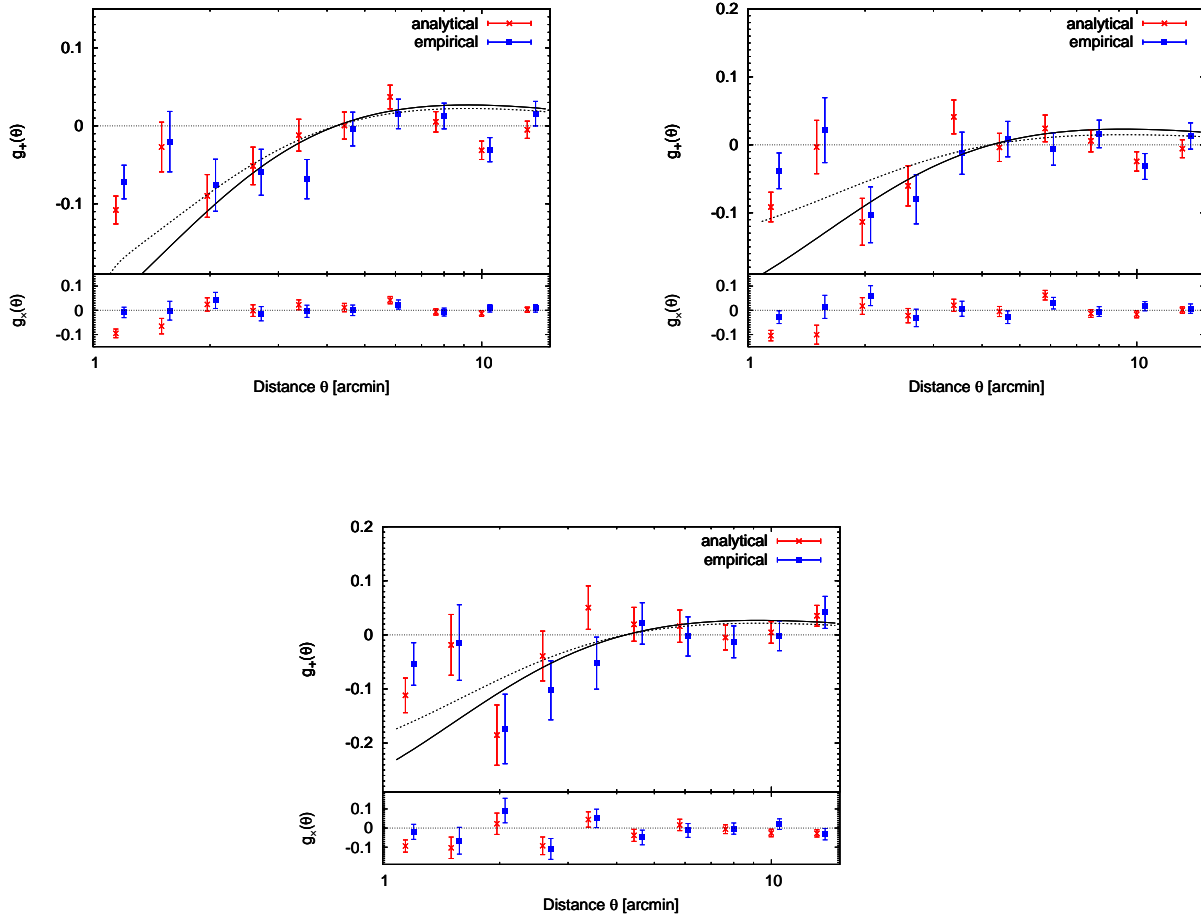 analytical
empirical
0.1
0
-0.1
g₊(θ)
0.1
0
-0.1
gₓ(θ)
1
10
Distance θ [arcmin]
analytical
empirical
0.2
0.1
0
-0.1
g₊(θ)
0.1
0
-0.1
gₓ(θ)
1
10
Distance θ [arcmin]
analytical
empirical
0.2
0.1
0
-0.1
-0.2
g₊(θ)
0.1
0
-0.1
gₓ(θ)
1
10
Distance θ [arcmin]